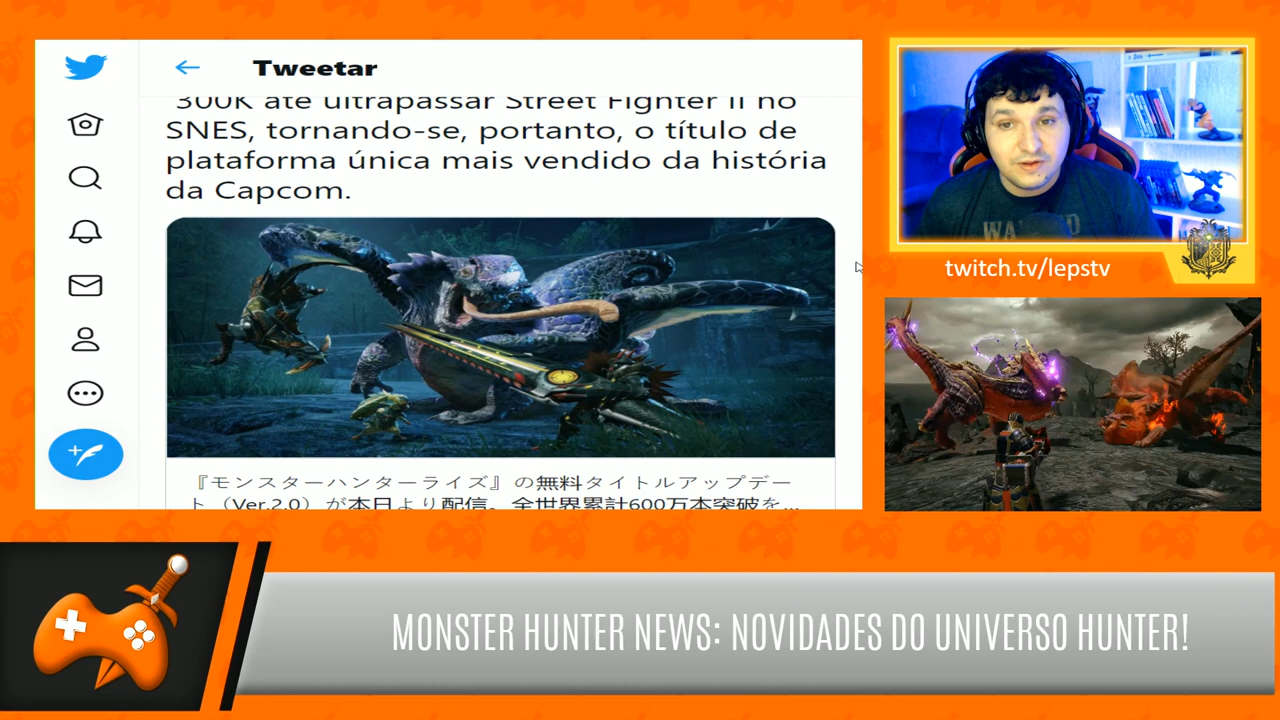 Tweetar
300K até ultrapassar Street Fighter II no
SNES, tornando-se, portanto, o título de
plataforma única mais vendido da história
da Capcom.
『モンスターハンターライズ』の無料タイトルアップデー
ト（Ver.2.0）が本日より配信。全世界累計600万本突破を...
twitch.tv/lepstv
MONSTER HUNTER NEWS: NOVIDADES DO UNIVERSO HUNTER!